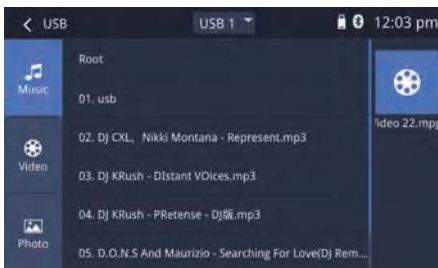 USB
USB 1
12:03 pm
Music
Video
Photo
Root
01. usb
02. DJ CXL、 Nikki Montana - Represent.mp3
03. DJ KRush - DIstant VOices.mp3
04. DJ KRush - PRetense - DJ版.mp3
05. D.O.N.S And Maurizio - Searching For Love(DJ Rem...
ideo 22.mpg